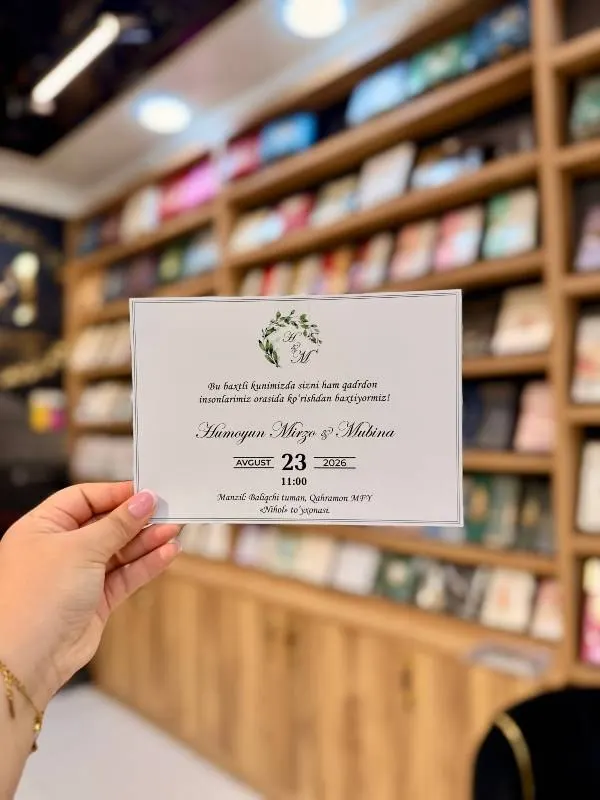 H
&
M
Bu baxtli kunimizda sizni ham qadrdon
insonlarimiz orasida ko'rishdan baxtiyormiz!
Humoyun Mirzo & Mubina
AVGUST 23 2026
11:00
Manzil: Baliqchi tuman, Qahramon MFY
«Nihol» to'yxonasi.